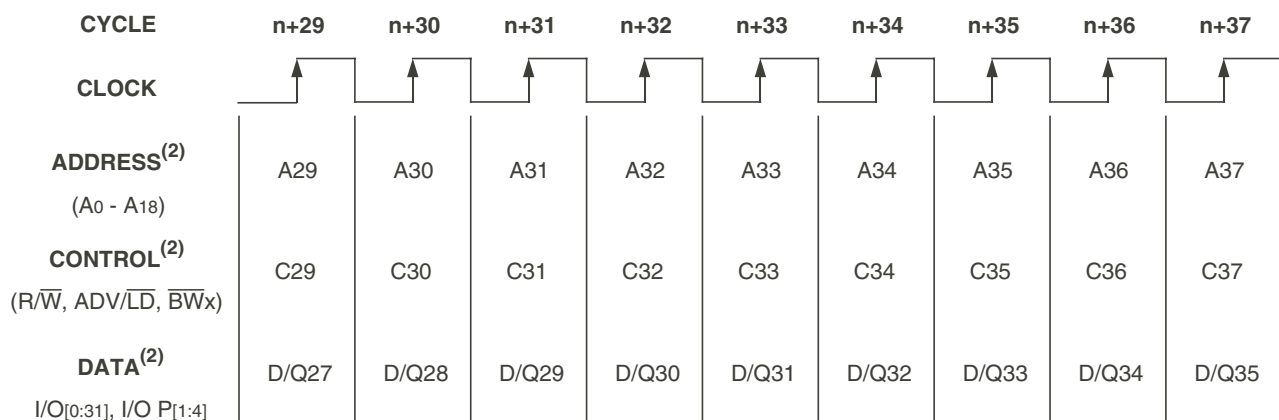 CYCLE n+29 n+30 n+31 n+32 n+33 n+34 n+35 n+36 n+37
CLOCK
ADDRESS(2) A29 A30 A31 A32 A33 A34 A35 A36 A37
(A0 - A18)
CONTROL(2) C29 C30 C31 C32 C33 C34 C35 C36 C37
(R/W̅, ADV/L̅D̅, B̅W̅x)
DATA(2) D/Q27 D/Q28 D/Q29 D/Q30 D/Q31 D/Q32 D/Q33 D/Q34 D/Q35
I/O[0:31], I/O P[1:4]